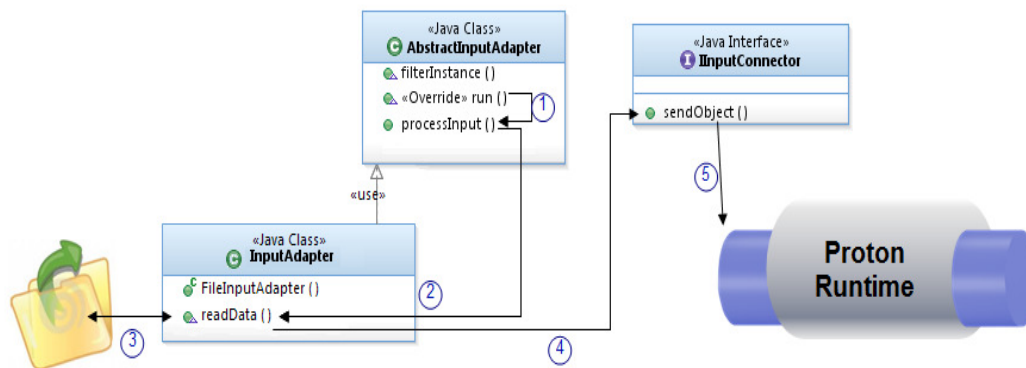 «Java Class»
C AbstractInputAdapter
filterInstance ( )
«Override» run ( )
processInput ( )
1
«Java Interface»
I IInputConnector
sendObject ( )
5
«use»
«Java Class»
C InputAdapter
C FileInputAdapter ( )
readData ( )
2
3
4
Proton
Runtime